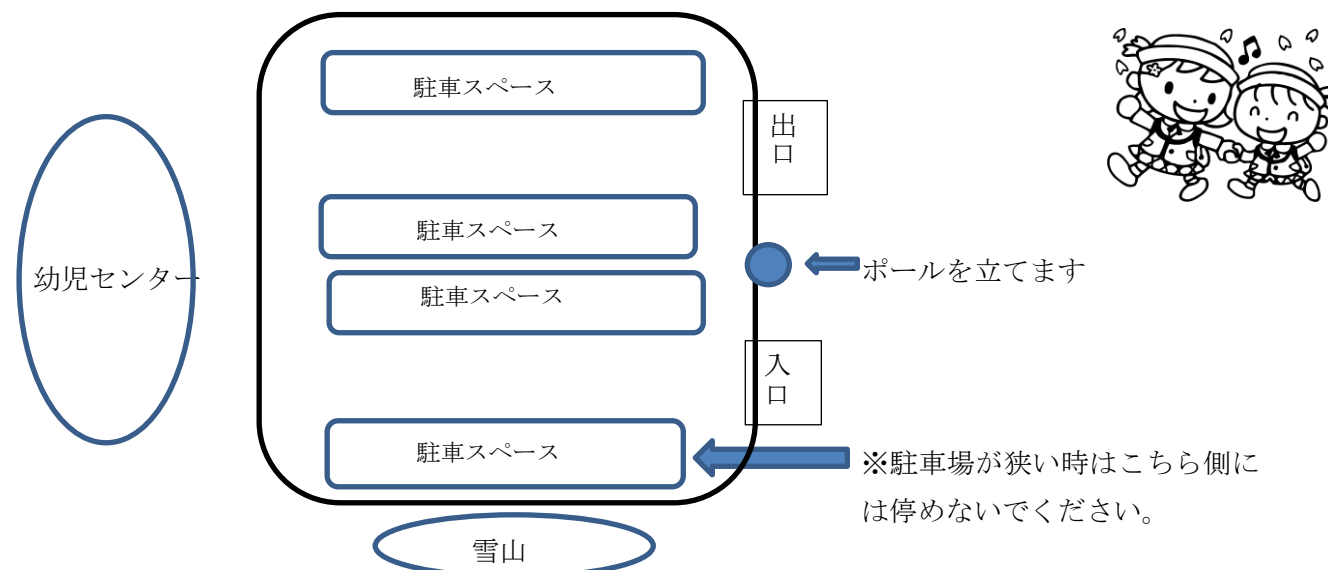 駐車スペース
出口
駐車スペース
幼児センター
駐車スペース
ポールを立てます
入口
駐車スペース
※駐車場が狭い時はこちら側に
は停めないでください。
雪山